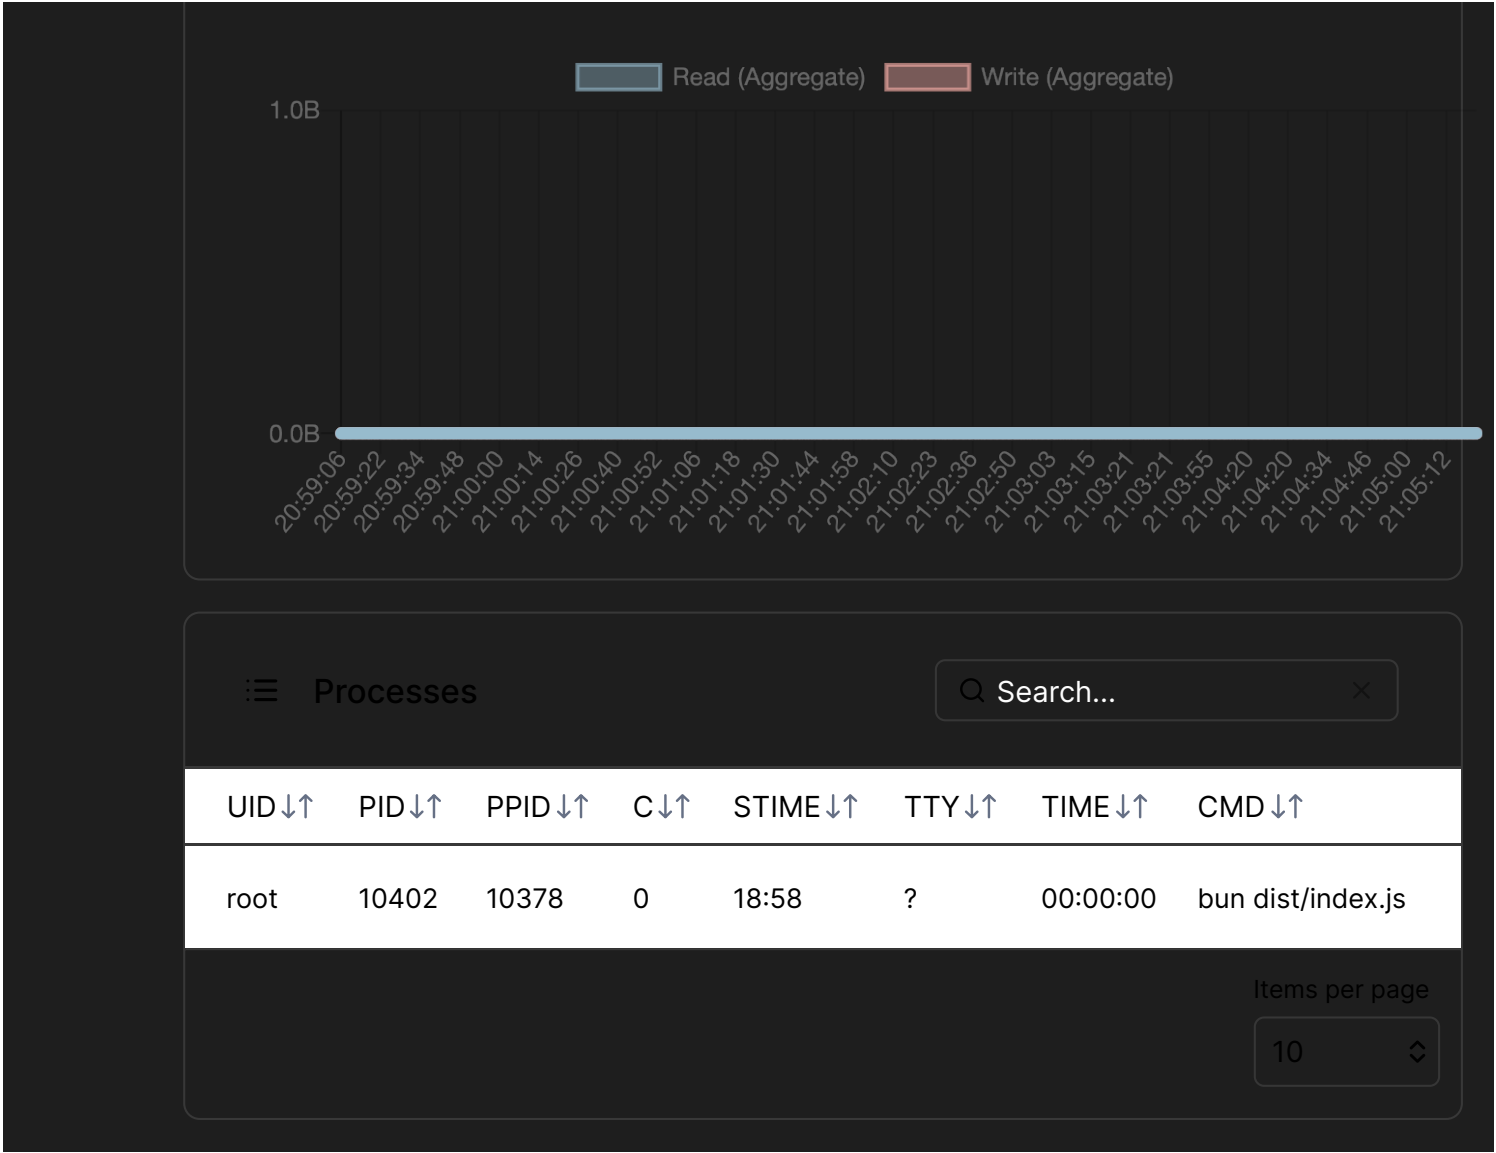 Read (Aggregate) Write (Aggregate)
1.0B
0.0B
20:59:06 20:59:22 20:59:34 20:59:48 21:00:00 21:00:14 21:00:26 21:00:40 21:00:52 21:01:06 21:01:18 21:01:30 21:01:44 21:01:58 21:02:10 21:02:23 21:02:36 21:02:50 21:03:03 21:03:15 21:03:21 21:03:21 21:03:55 21:04:20 21:04:20 21:04:34 21:04:46 21:05:00 21:05:12
Processes Search...
UID PID PPID C STIME TTY TIME CMD
root 10402 10378 0 18:58 ? 00:00:00 bun dist/index.js
Items per page
10